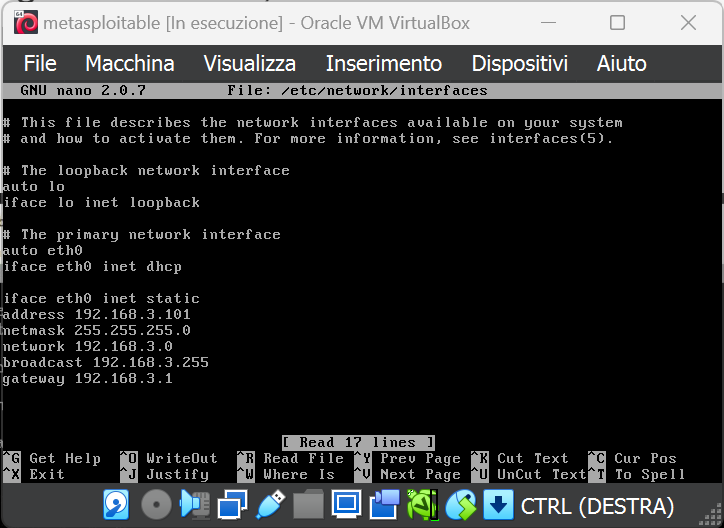 metasploitable [In esecuzione] - Oracle VM VirtualBox
File Macchina Visualizza Inserimento Dispositivi Aiuto
GNU nano 2.0.7 File: /etc/network/interfaces
# This file describes the network interfaces available on your system
# and how to activate them. For more information, see interfaces(5).
# The loopback network interface
auto lo
iface lo inet loopback
# The primary network interface
auto eth0
iface eth0 inet dhcp
iface eth0 inet static
address 192.168.3.101
netmask 255.255.255.0
network 192.168.3.0
broadcast 192.168.3.255
gateway 192.168.3.1
[ Read 17 lines ]
^G Get Help ^O WriteOut ^R Read File ^Y Prev Page ^K Cut Text ^C Cur Pos
^X Exit ^J Justify ^W Where Is ^V Next Page ^U UnCut Text ^T To Spell
CTRL (DESTRA)